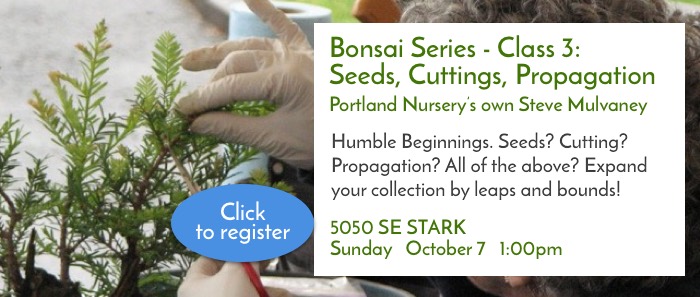 Bonsai Series - Class 3:
Seeds, Cuttings, Propagation
Portland Nursery's own Steve Mulvaney
Humble Beginnings. Seeds? Cutting?
Propagation? All of the above? Expand
your collection by leaps and bounds!
5050 SE STARK
Sunday October 7 1:00pm
Click
to register